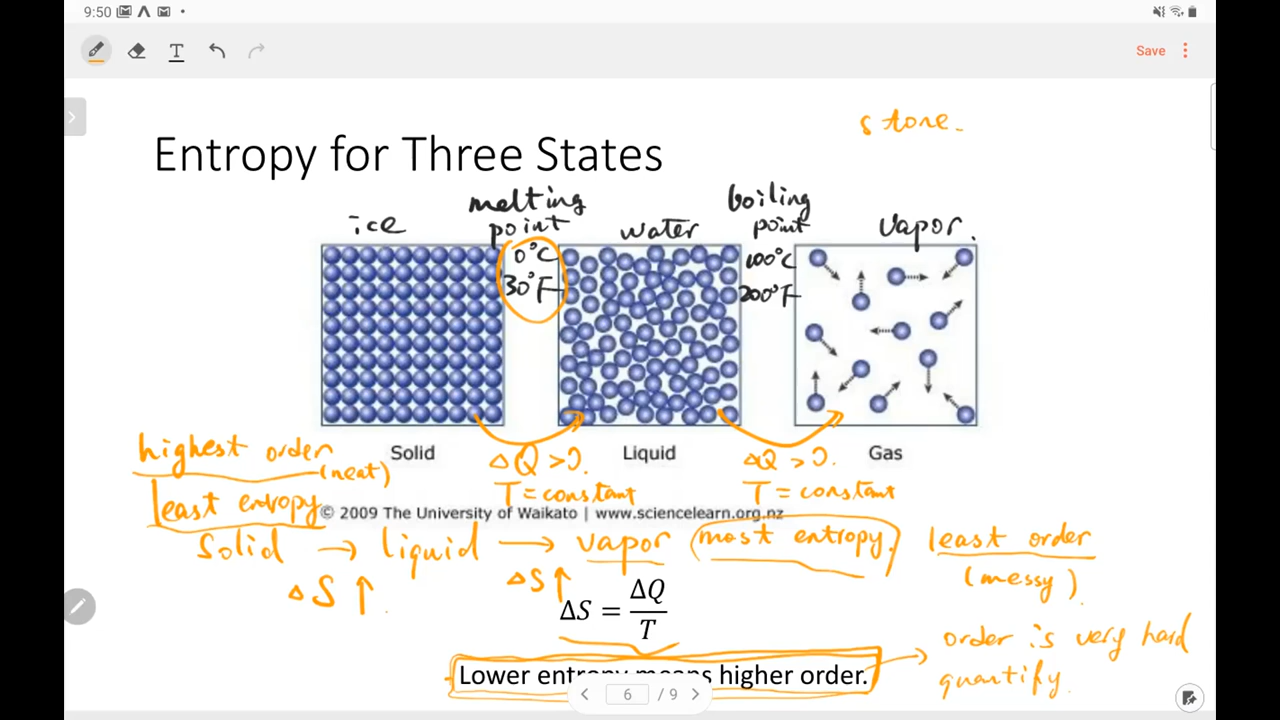 9:50
Save
stone.
Entropy for Three States
ice
melting point
water
boiling point
vapor.
0°C
30°F
100°C
200°F
Solid
Liquid
Gas
highest order
(neat)
least entropy
ΔQ >0.
T = constant
ΔQ >0.
T = constant
© 2009 The University of Waikato | www.sciencelearn.org.nz
solid → liquid → vapor (most entropy.) least order
ΔS ↑.
ΔS ↑
(messy).
ΔS = ΔQ/T
order is very hard
quantify.
Lower entropy means higher order.
6 / 9